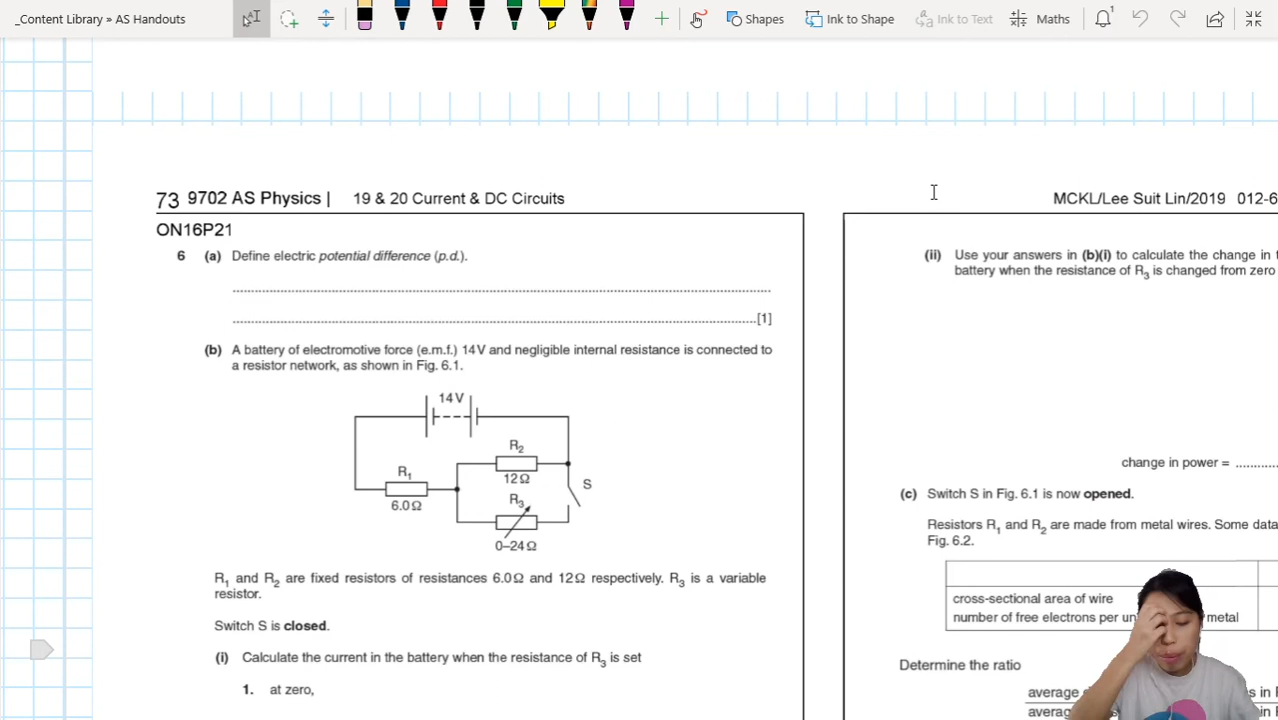 _Content Library » AS Handouts
Shapes
Ink to Shape
Ink to Text
Maths
73 9702 AS Physics | 19 & 20 Current & DC Circuits
MCKL/Lee Suit Lin/2019 012-6
ON16P21
6 (a) Define electric potential difference (p.d.).
[1]
(b) A battery of electromotive force (e.m.f.) 14V and negligible internal resistance is connected to
a resistor network, as shown in Fig. 6.1.
14V
R2
12Ω
R1
6.0Ω
S
R3
0–24Ω
R1 and R2 are fixed resistors of resistances 6.0Ω and 12Ω respectively. R3 is a variable
resistor.
Switch S is closed.
(i) Calculate the current in the battery when the resistance of R3 is set
1. at zero,
(ii) Use your answers in (b)(i) to calculate the change in
battery when the resistance of R3 is changed from zero
change in power =
(c) Switch S in Fig. 6.1 is now opened.
Resistors R1 and R2 are made from metal wires. Some data
Fig. 6.2.
cross-sectional area of wire
number of free electrons per metal
Determine the ratio
average s in